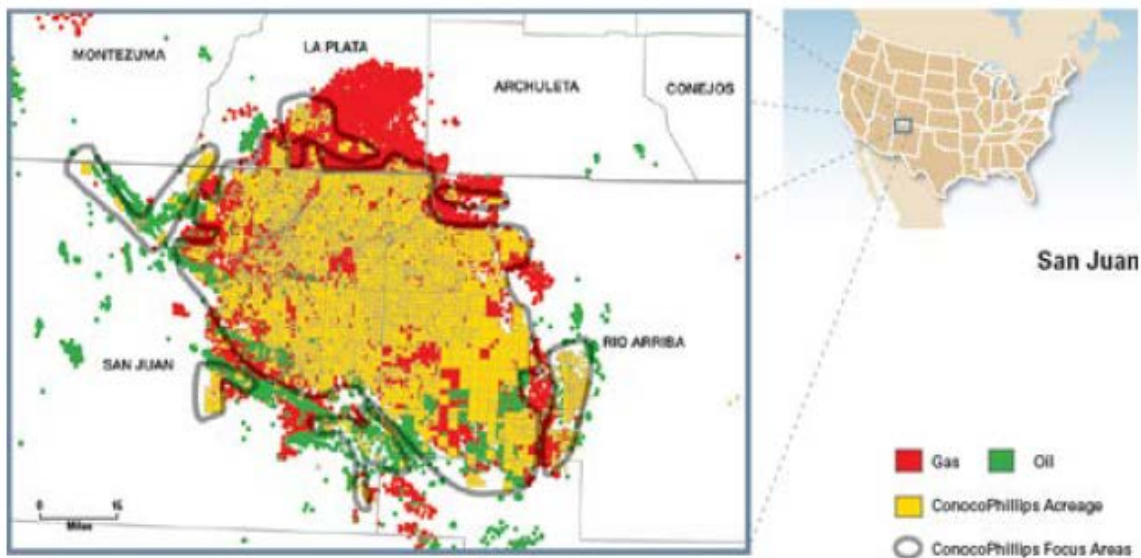 MONTEZUMA
LA PLATA
ARCHULETA
CONEJOS
San Juan
RIO ARRIBA
SAN JUAN
Gas
Oil
ConocoPhillips Acreage
ConocoPhillips Focus Areas
0 15
Miles